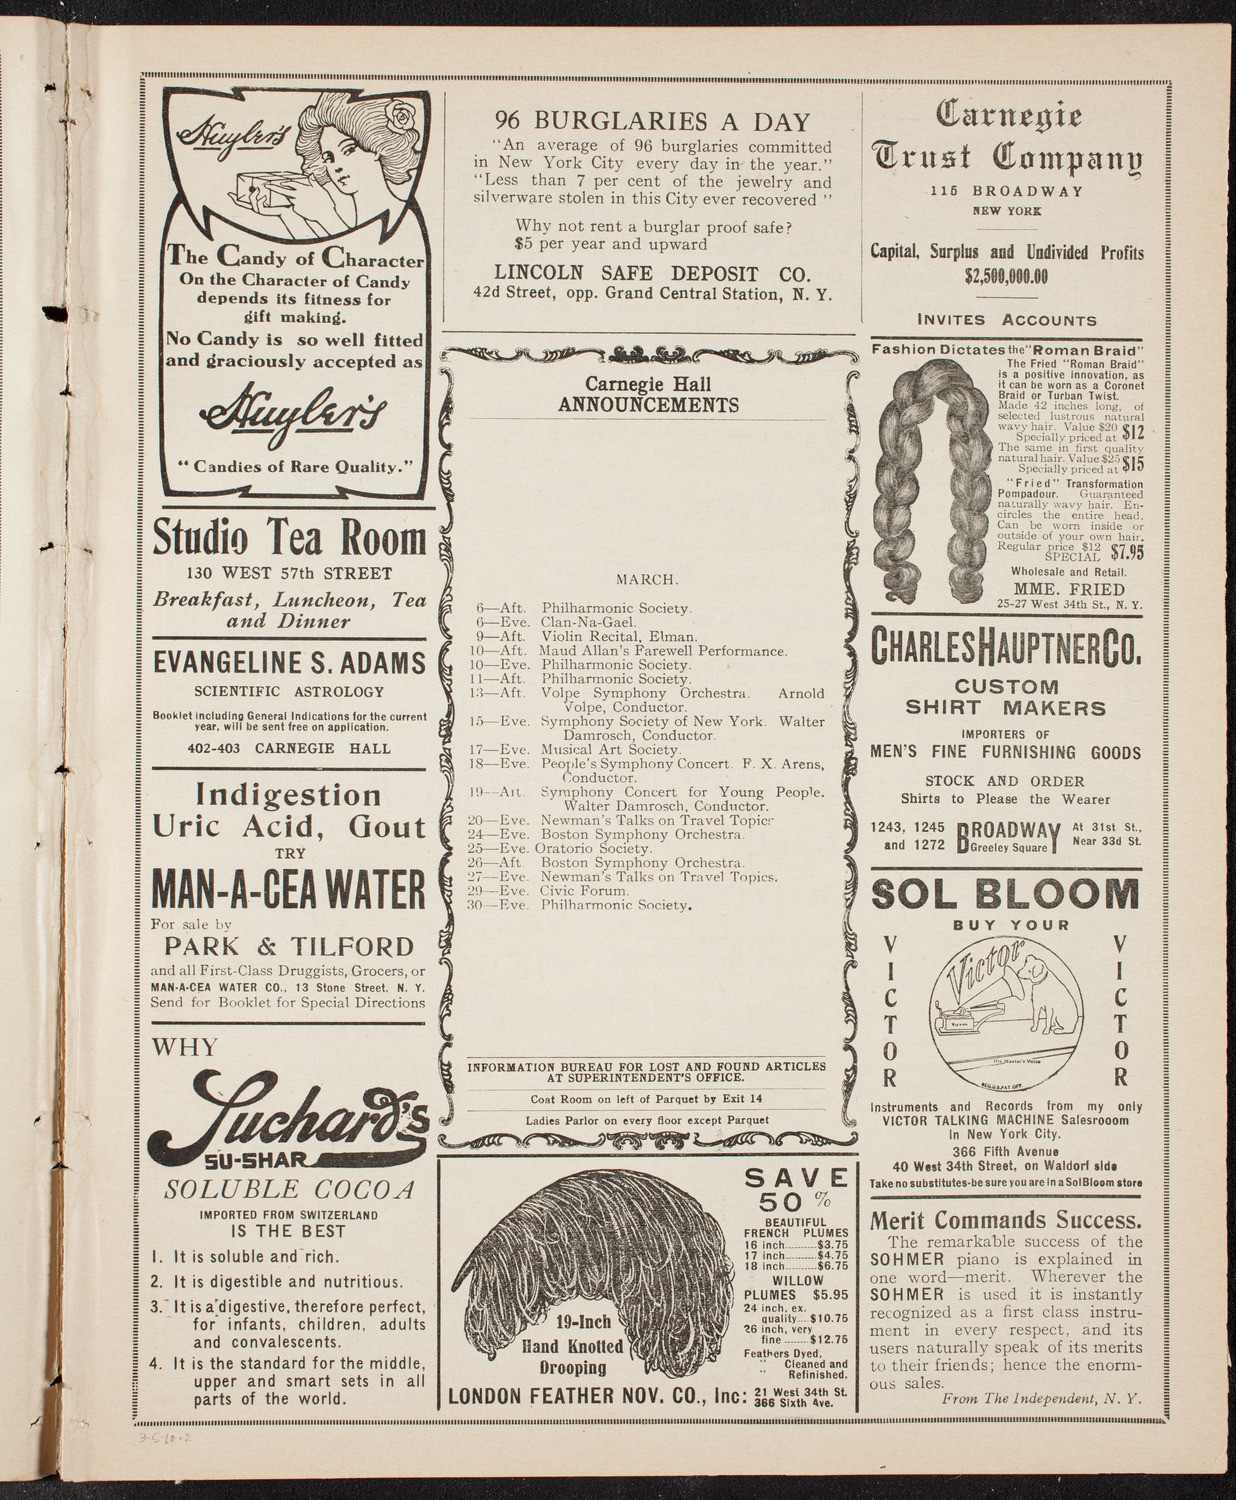 Huyler's
The Candy of Character
On the Character of Candy
depends its fitness for
gift making.
No Candy is so well fitted
and graciously accepted as
Huyler's
"Candies of Rare Quality."
Studio Tea Room
130 WEST 57th STREET
Breakfast, Luncheon, Tea
and Dinner
EVANGELINE S. ADAMS
SCIENTIFIC ASTROLOGY
Booklet including General Indications for the current
year, will be sent free on application.
402-403 CARNEGIE HALL
Indigestion
Uric Acid, Gout
TRY
MAN-A-CEA WATER
For sale by
PARK & TILFORD
and all First-Class Druggists, Grocers, or
MAN-A-CEA WATER CO., 13 Stone Street, N. Y.
Send for Booklet for Special Directions
WHY
Suchard's
SU-SHAR
SOLUBLE COCOA
IMPORTED FROM SWITZERLAND
IS THE BEST
1. It is soluble and rich.
2. It is digestible and nutritious.
3. It is a digestive, therefore perfect,
for infants, children, adults
and convalescents.
4. It is the standard for the middle,
upper and smart sets in all
parts of the world.
96 BURGLARIES A DAY
"An average of 96 burglaries committed
in New York City every day in the year."
"Less than 7 per cent of the jewelry and
silverware stolen in this City ever recovered "
Why not rent a burglar proof safe?
$5 per year and upward
LINCOLN SAFE DEPOSIT CO.
42d Street, opp. Grand Central Station, N. Y.
Carnegie Hall
ANNOUNCEMENTS
MARCH.
6—Aft. Philharmonic Society.
6—Eve. Clan-Na-Gael.
9—Aft. Violin Recital, Elman.
10—Aft. Maud Allan's Farewell Performance.
10—Eve. Philharmonic Society.
11—Aft. Philharmonic Society.
13—Aft. Volpe Symphony Orchestra. Arnold
Volpe, Conductor.
15—Eve. Symphony Society of New York. Walter
Damrosch, Conductor.
17—Eve. Musical Art Society.
18—Eve. People's Symphony Concert. F. X. Arens,
Conductor.
19—Aft. Symphony Concert for Young People.
Walter Damrosch, Conductor.
20—Eve. Newman's Talks on Travel Topics
24—Eve. Boston Symphony Orchestra.
25—Eve. Oratorio Society.
26—Aft. Boston Symphony Orchestra.
27—Eve. Newman's Talks on Travel Topics.
29—Eve. Civic Forum.
30—Eve. Philharmonic Society.
INFORMATION BUREAU FOR LOST AND FOUND ARTICLES
AT SUPERINTENDENT'S OFFICE.
Coat Room on left of Parquet by Exit 14
Ladies Parlor on every floor except Parquet
SAVE
50 %
BEAUTIFUL
FRENCH PLUMES
16 inch..........$3.75
17 inch..........$4.75
18 inch..........$6.75
WILLOW
PLUMES $5.95
24 inch, ex.
quality....$10.75
26 inch, very
fine ........$12.75
Feathers Dyed,
" Cleaned and
" Refinished.
19-Inch
Hand Knotted
Drooping
LONDON FEATHER NOV. CO., Inc: 21 West 34th St.
366 Sixth Ave.
Carnegie
Trust Company
115 BROADWAY
NEW YORK
Capital, Surplus and Undivided Profits
$2,500,000.00
INVITES ACCOUNTS
Fashion Dictates the "Roman Braid"
The Fried "Roman Braid"
is a positive innovation, as
it can be worn as a Coronet
Braid or Turban Twist.
Made 42 inches long, of
selected lustrous natural
wavy hair. Value $20
Specially priced at $12
The same in first quality
natural hair. Value $25
Specially priced at $15
"Fried" Transformation
Pompadour. Guaranteed
naturally wavy hair. En-
circles the entire head.
Can be worn inside or
outside of your own hair.
Regular price $12
SPECIAL $7.95
Wholesale and Retail.
MME. FRIED
25-27 West 34th St., N. Y.
CHARLES HAUPTNER CO.
CUSTOM
SHIRT MAKERS
IMPORTERS OF
MEN'S FINE FURNISHING GOODS
STOCK AND ORDER
Shirts to Please the Wearer
1243, 1245 and 1272 BROADWAY Greeley Square At 31st St., Near 33d St.
SOL BLOOM
BUY YOUR
VICTOR
Victor
VICTOR
His Master's Voice
REG. U.S. PAT. OFF.
Instruments and Records from my only
VICTOR TALKING MACHINE Salesrooom
in New York City.
366 Fifth Avenue
40 West 34th Street, on Waldorf side
Take no substitutes-be sure you are in a Sol Bloom store
Merit Commands Success.
The remarkable success of the
SOHMER piano is explained in
one word—merit. Wherever the
SOHMER is used it is instantly
recognized as a first class instru-
ment in every respect, and its
users naturally speak of its merits
to their friends; hence the enorm-
ous sales.
From The Independent, N. Y.
3-5-10.2